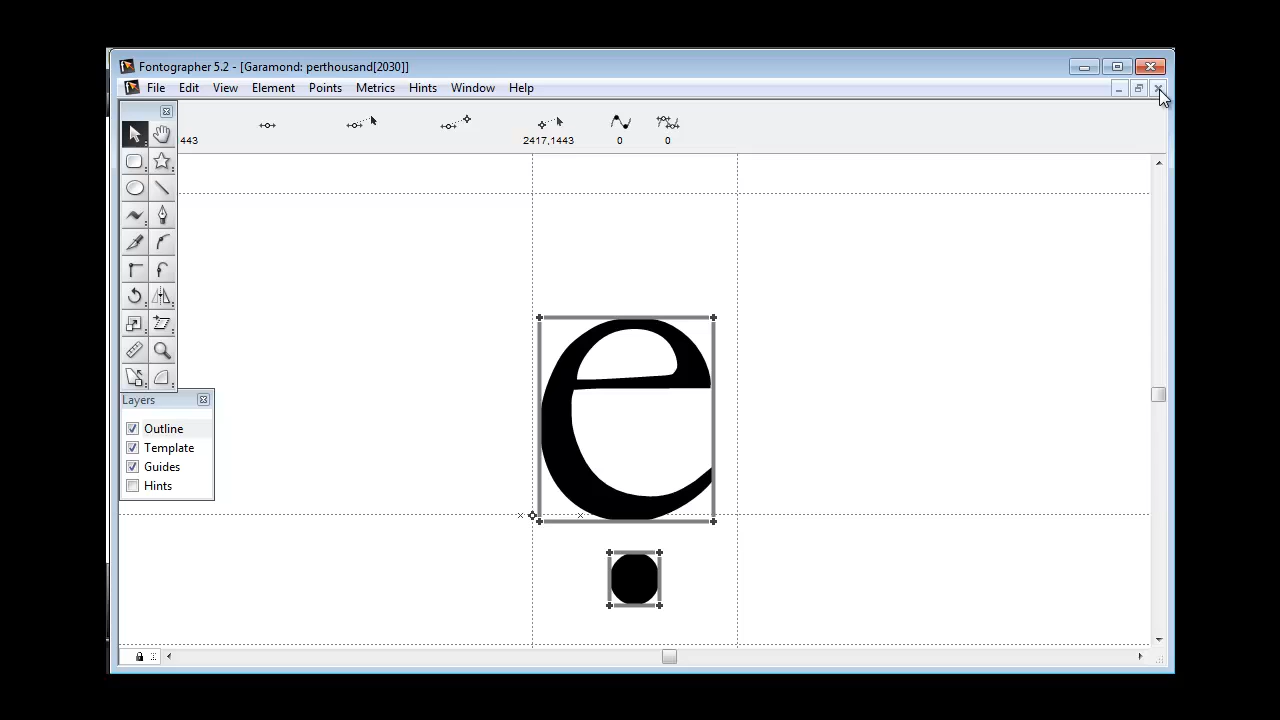 Fontographer 5.2 - [Garamond: perthousand[2030]]
File Edit View Element Points Metrics Hints Window Help
443 2417,1443 0 0
Layers
Outline
Template
Guides
Hints
e